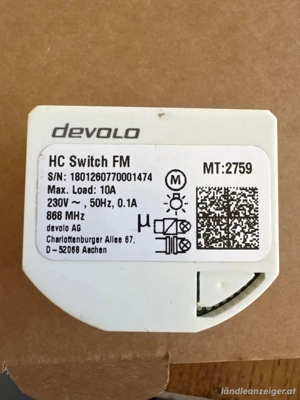 devolo
HC Switch FM
MT:2759
S/N: 1801260770001474
Max. Load: 10A
230V ~ , 50Hz, 0.1A
868 MHz
devolo AG
Charlottenburger Allee 67,
D-52068 Aachen
M
μ
ländleanzeiger.at